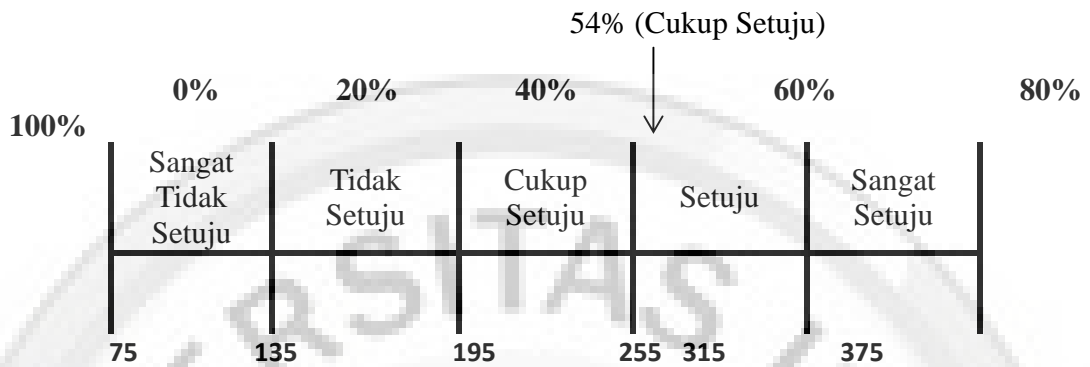 54% (Cukup Setuju)
0% 20% 40% 60% 80%
100%
Sangat Tidak Setuju
Tidak Setuju
Cukup Setuju
Setuju
Sangat Setuju
75 135 195 255 315 375
RSITAS